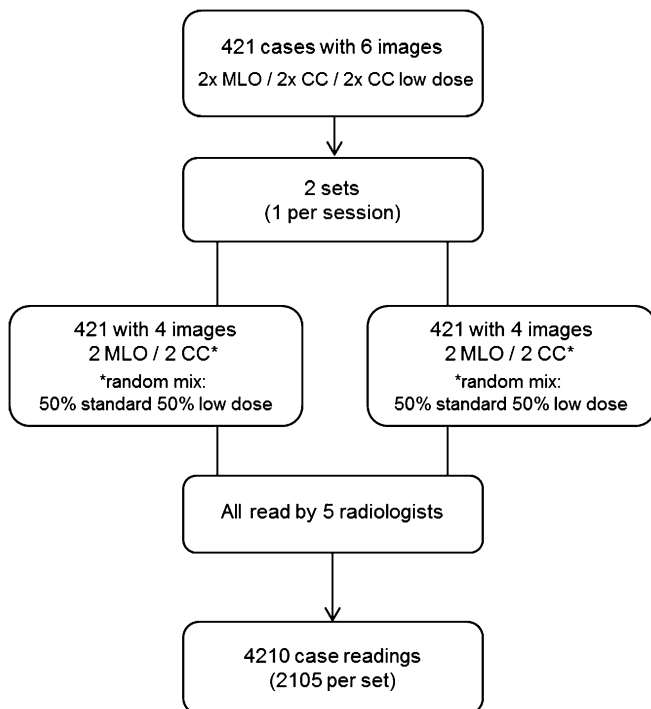 421 cases with 6 images
2x MLO / 2x CC / 2x CC low dose
2 sets
(1 per session)
421 with 4 images
2 MLO / 2 CC*
*random mix:
50% standard 50% low dose
421 with 4 images
2 MLO / 2 CC*
*random mix:
50% standard 50% low dose
All read by 5 radiologists
4210 case readings
(2105 per set)